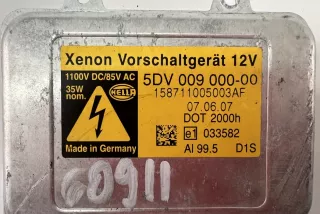 Xenon Vorschaltgerät 12V
1100V DC/85V AC
35W
nom.
HELLA
5DV 009 000-00
158711005003AF
07.06.07
DOT 2000h
e1 033582
Made in Germany
Al 99.5 D1S
60911